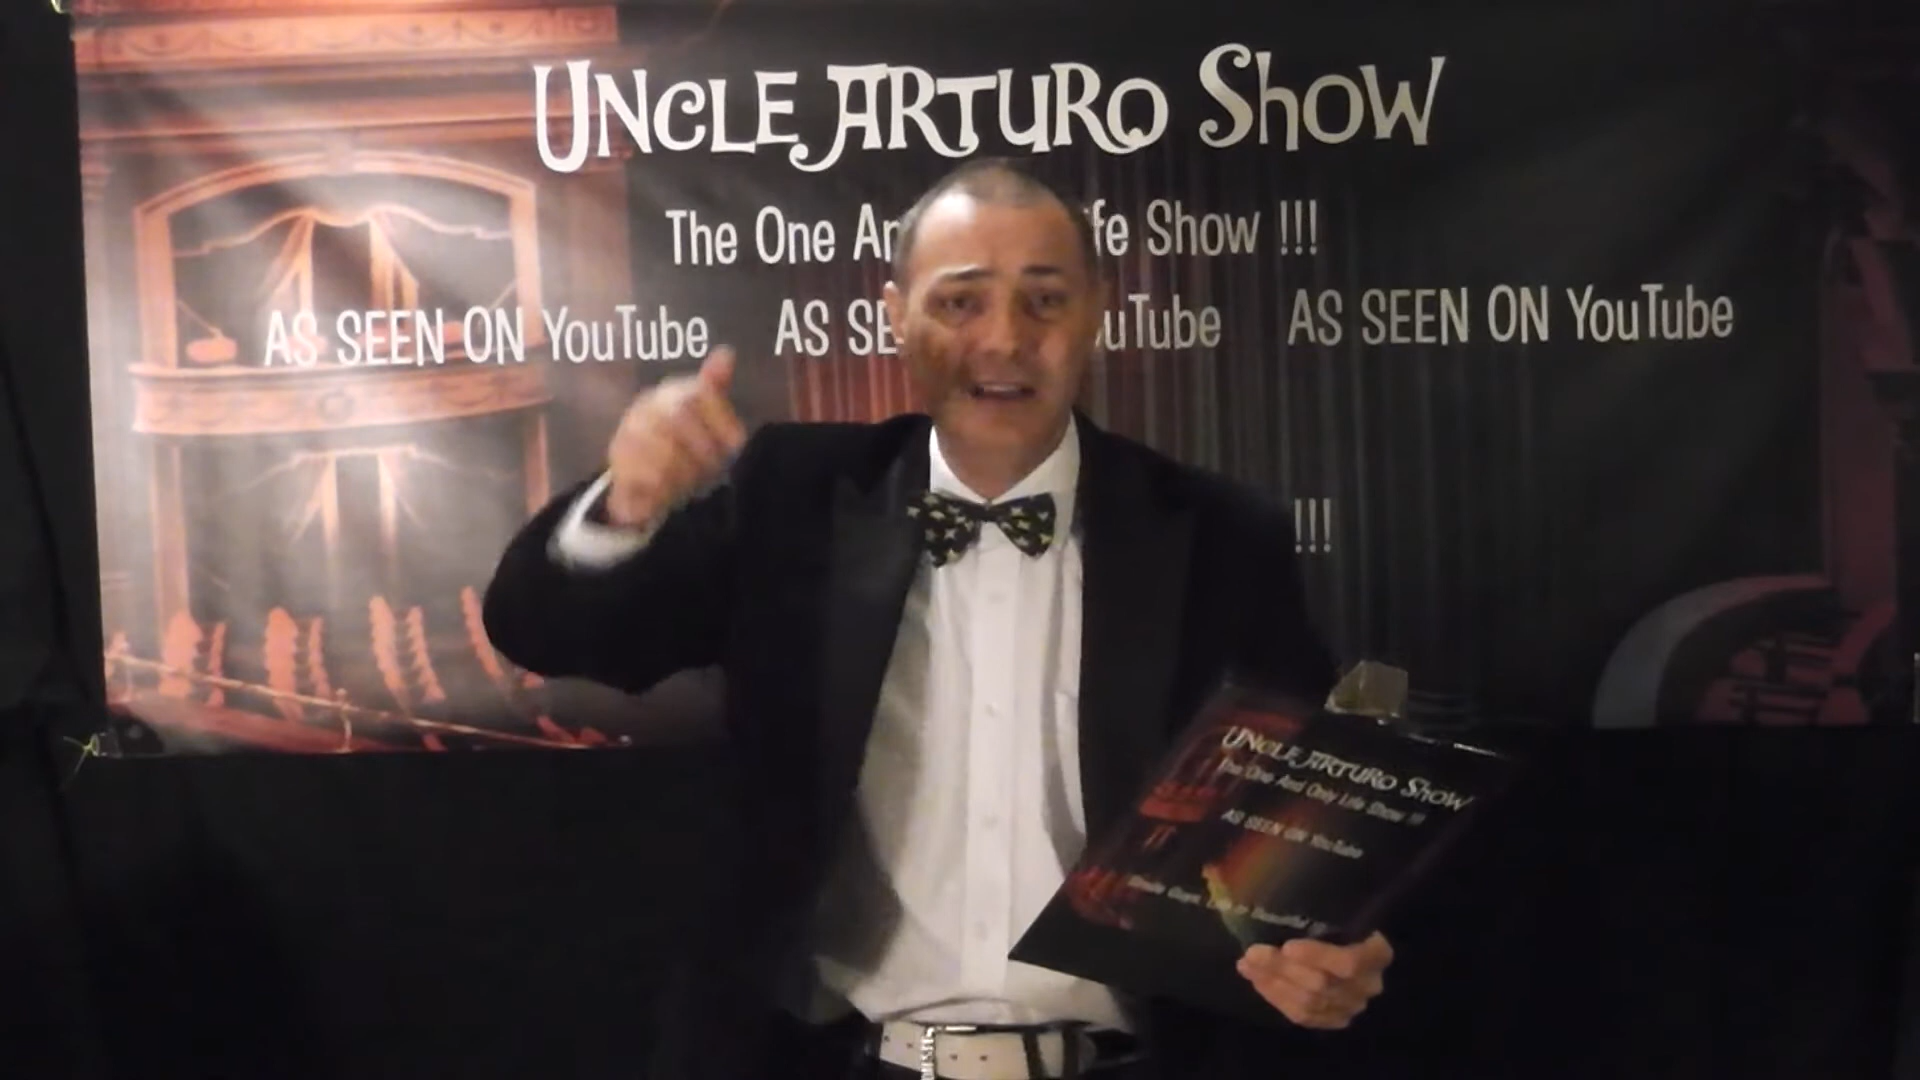 UNCLE ARTURO Show
The One An fe Show !!!
AS SEEN ON YouTube AS SE uTube AS SEEN ON YouTube
!!!
UNCLE ARTURO Show
The One And Only Life Show !!!
AS SEEN ON YouTube